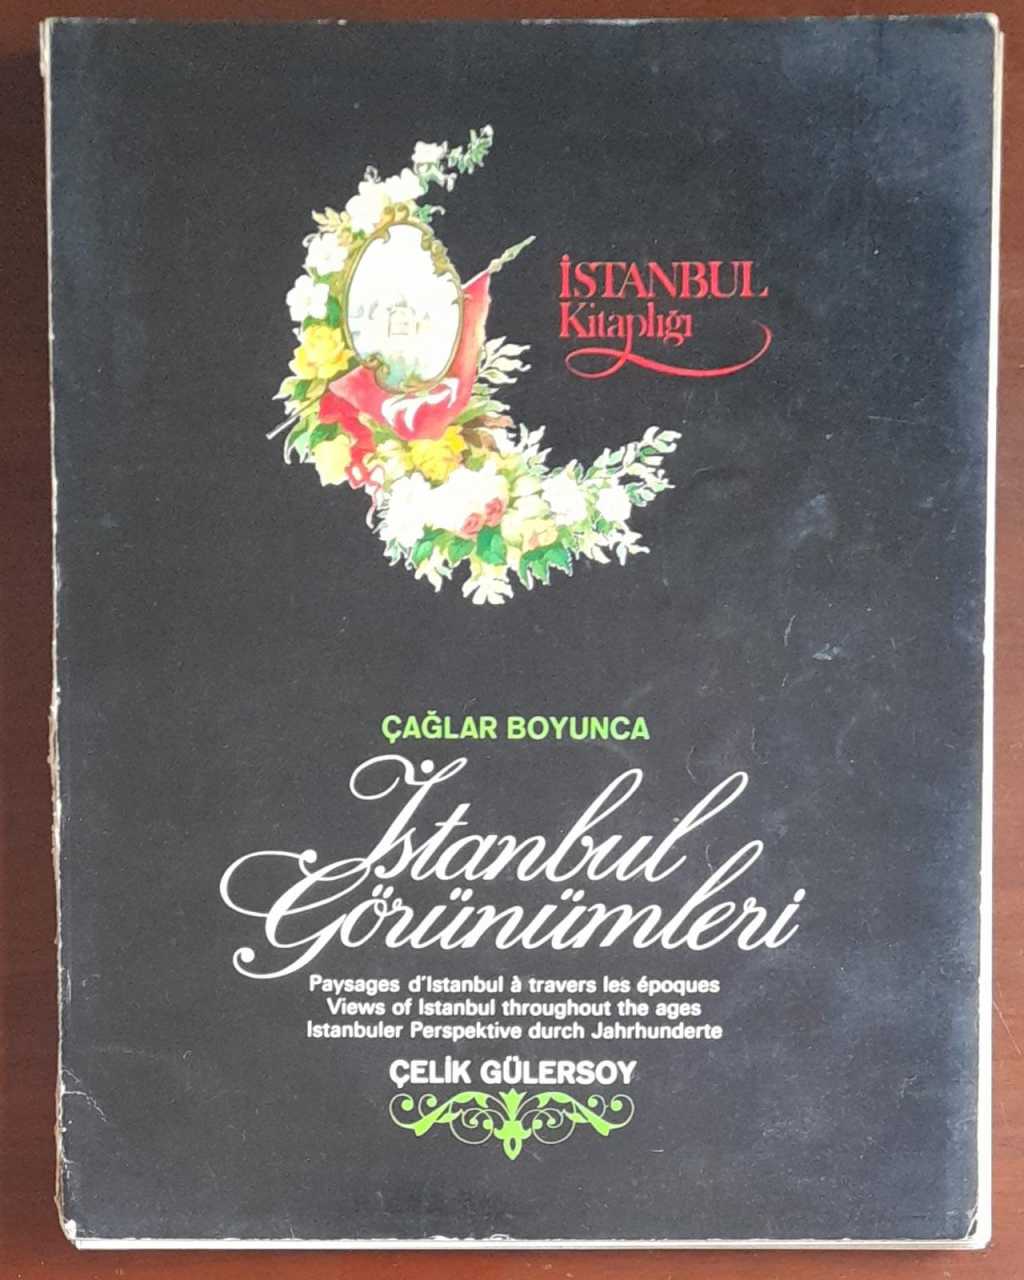 İSTANBUL
Kitaplığı
ÇAĞLAR BOYUNCA
İstanbul
Görünümleri
Paysages d'Istanbul à travers les époques
Views of Istanbul throughout the ages
Istanbuler Perspektive durch Jahrhunderte
ÇELİK GÜLERSOY